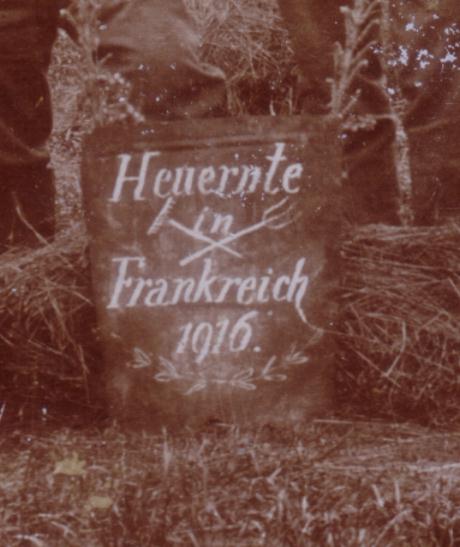 Heuernte
in
Frankreich
1916.